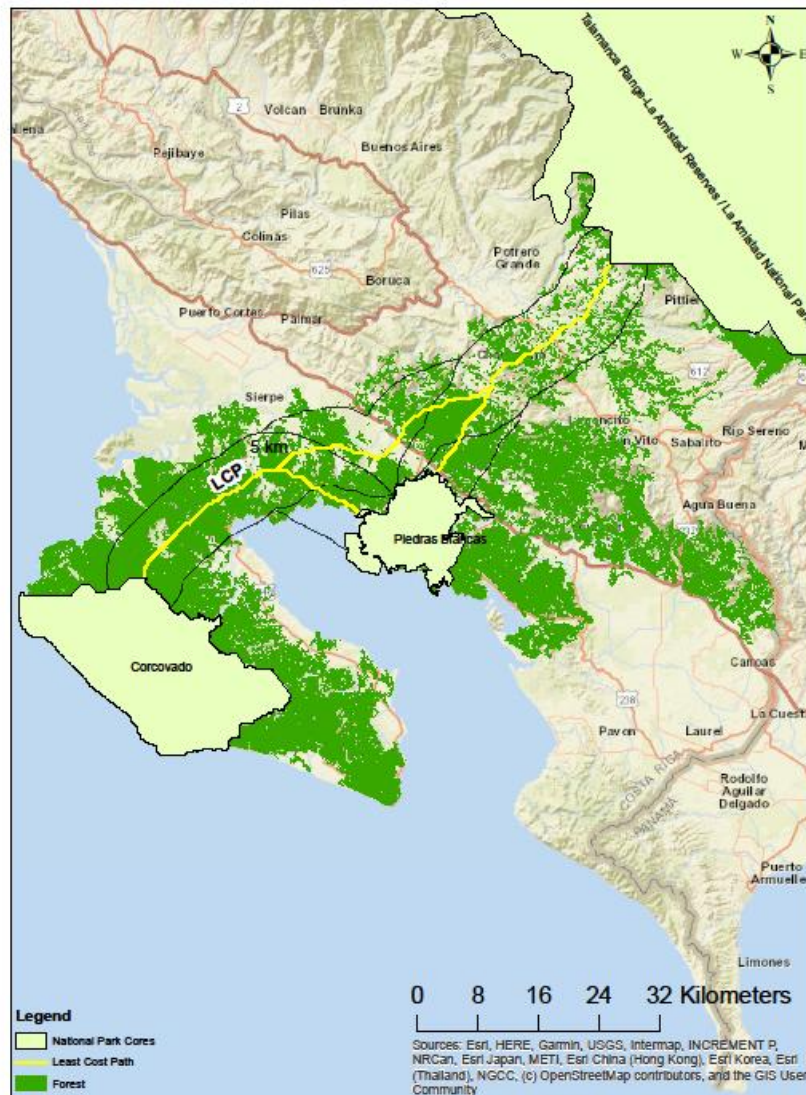 N
W E
S
Talamanca Range-La Amistad Reserves / La Amistad National Park
2
Volcan Brunka
Pejibaye
Buenos Aires
Pilas
Colinas
625
Boruca
Potrero
Grande
Puerto Cortes
Palmar
Pittier
612
Sierpe
5 km
LCP
Sabalito
Rio Sereno
Agua Buena
Piedras Blancas
Corcovado
Canoas
238
La Cuest
Pavon
Laurel
COSTA RICA
PANAMA
Rodolfo
Aguilar
Delgado
Puerto
Armuelle
Limones
0 8 16 24 32 Kilometers
Legend
National Park Cores
Least Cost Path
Forest
Sources: Esri, HERE, Garmin, USGS, Intermap, INCREMENT P,
NRCan, Esri Japan, METI, Esri China (Hong Kong), Esri Korea, Esri
(Thailand), NGCC, (c) OpenStreetMap contributors, and the GIS User
Community